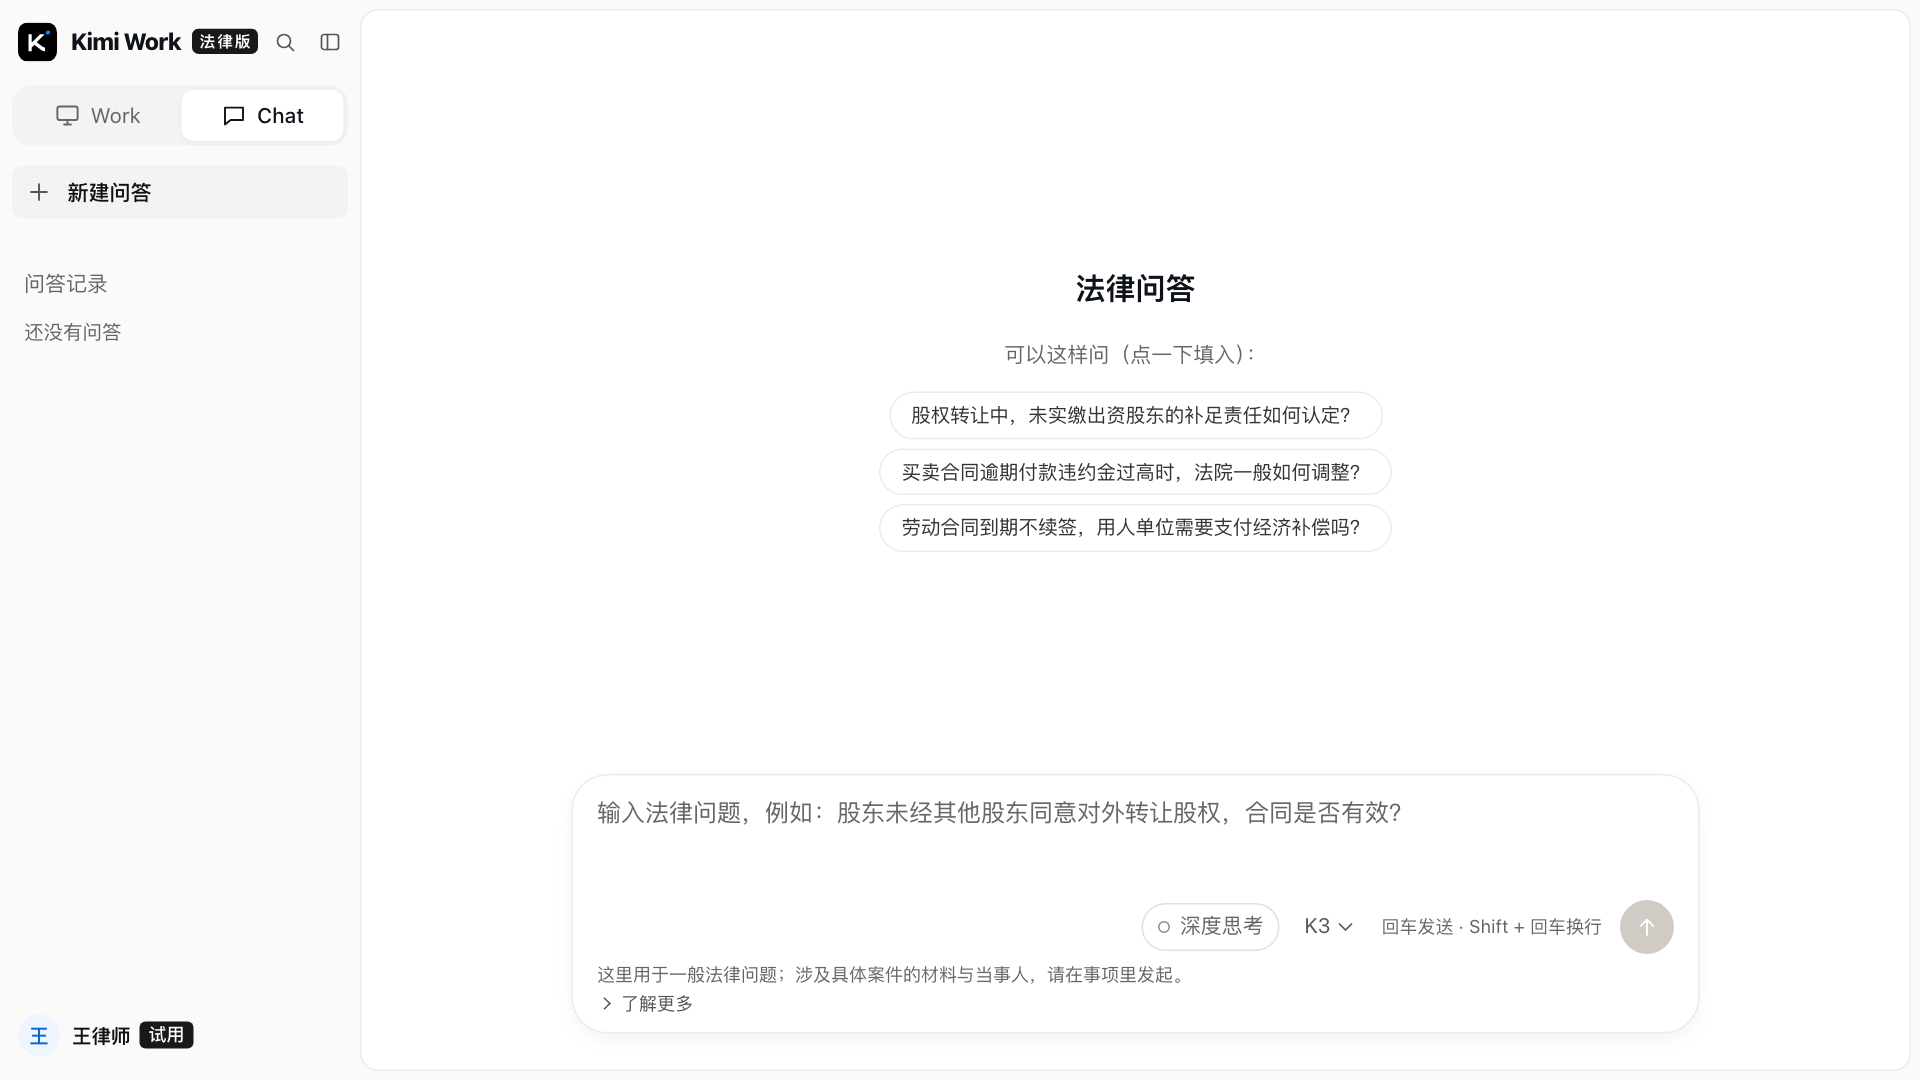 Kimi Work 法律版
Work
Chat
新建问答
问答记录
还没有问答
法律问答
可以这样问（点一下填入）：
股权转让中，未实缴出资股东的补足责任如何认定？
买卖合同逾期付款违约金过高时，法院一般如何调整？
劳动合同到期不续签，用人单位需要支付经济补偿吗？
输入法律问题，例如：股东未经其他股东同意对外转让股权，合同是否有效？
深度思考 K3 回车发送 · Shift + 回车换行
这里用于一般法律问题；涉及具体案件的材料与当事人，请在事项里发起。
了解更多
王 王律师 试用